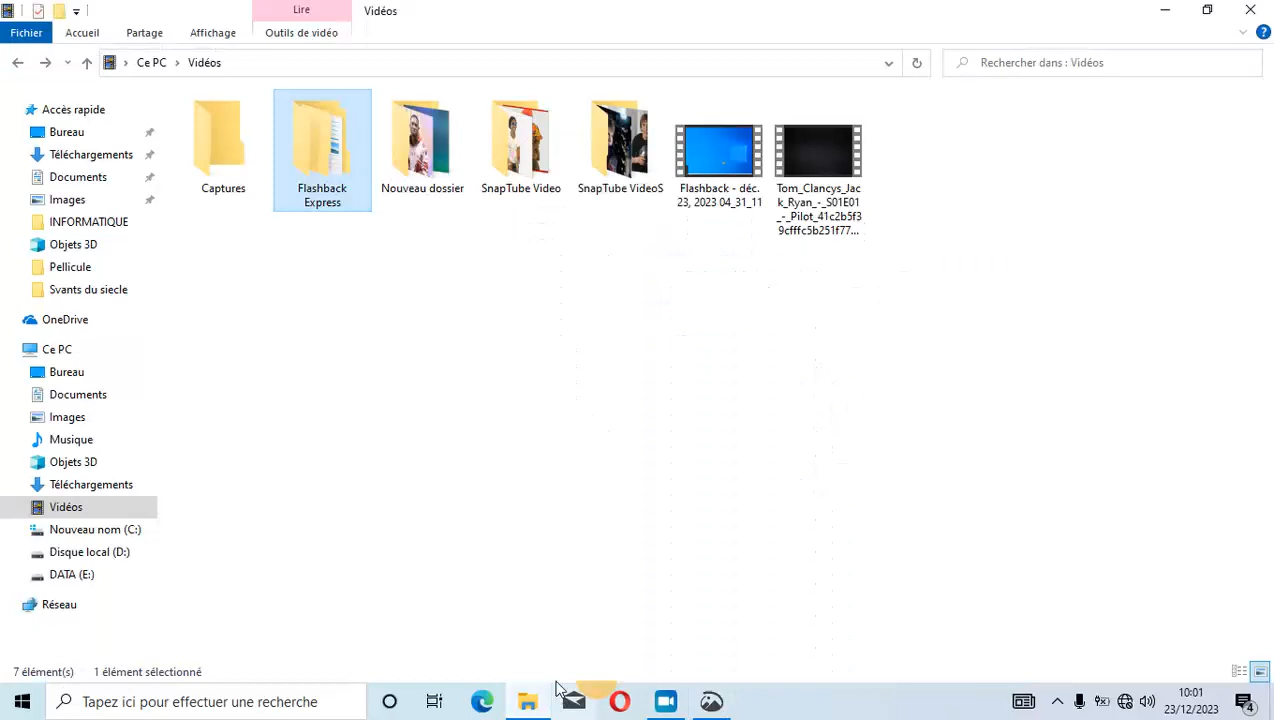 Lire
Vidéos
Fichier
Accueil
Partage
Affichage
Outils de vidéo
Ce PC
Vidéos
Rechercher dans : Vidéos
Accès rapide
Bureau
Téléchargements
Documents
Images
INFORMATIQUE
Objets 3D
Pellicule
Svants du siecle
OneDrive
Ce PC
Bureau
Documents
Images
Musique
Objets 3D
Téléchargements
Vidéos
Nouveau nom (C:)
Disque local (D:)
DATA (E:)
Réseau
Captures
Flashback
Express
Nouveau dossier
SnapTube Video
SnapTube VideoS
Flashback - déc.
23, 2023 04_31_11
Tom_Clancys_Jac
k_Ryan_-_S01E01
_-_Pilot_41c2b5f3
9cfffc5b251f77...
7 élément(s)
1 élément sélectionné
Tapez ici pour effectuer une recherche
10:01
23/12/2023
4